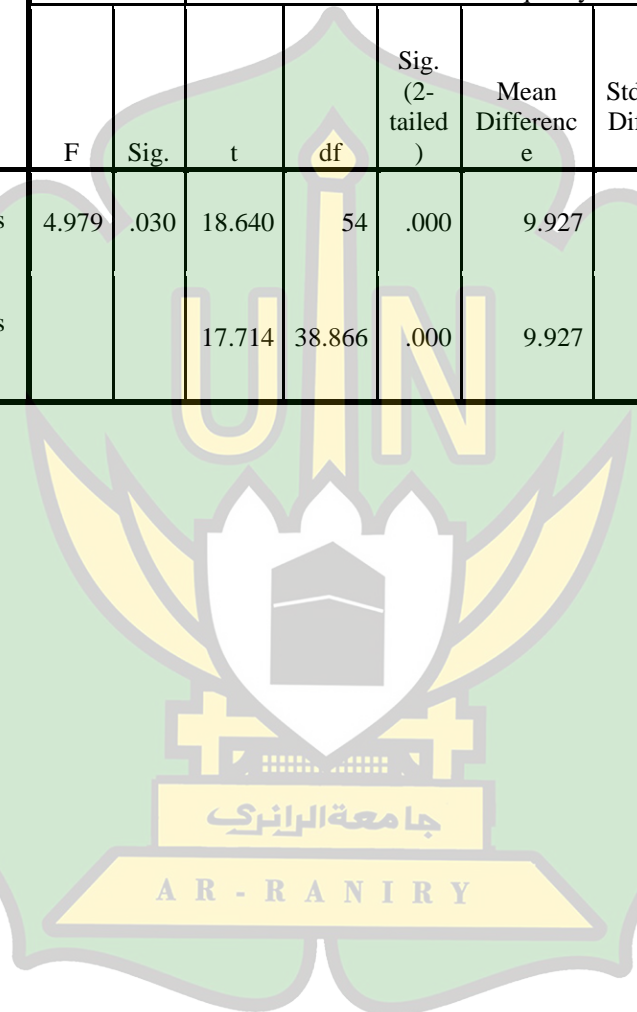 Sig.
(2-
Mean
tailed
Differenc
F Sig. t df ) e
s 4.979 .030 18.640 54 .000 9.927
s
17.714 38.866 .000 9.927
U I N
جامعة الرانري
A R - R A N I R Y